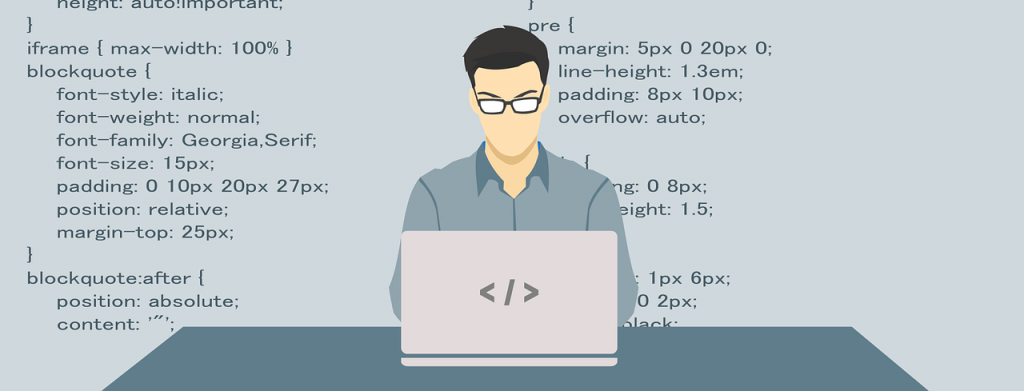 height: auto!important;
}
iframe { max-width: 100% }
blockquote {
font-style: italic;
font-weight: normal;
font-family: Georgia,Serif;
font-size: 15px;
padding: 0 10px 20px 27px;
position: relative;
margin-top: 25px;
}
blockquote:after {
position: absolute;
content: '"';
}
pre {
margin: 5px 0 20px 0;
line-height: 1.3em;
padding: 8px 10px;
overflow: auto;
{
0 8px;
1.5;
1px 6px;
0 2px;
</>